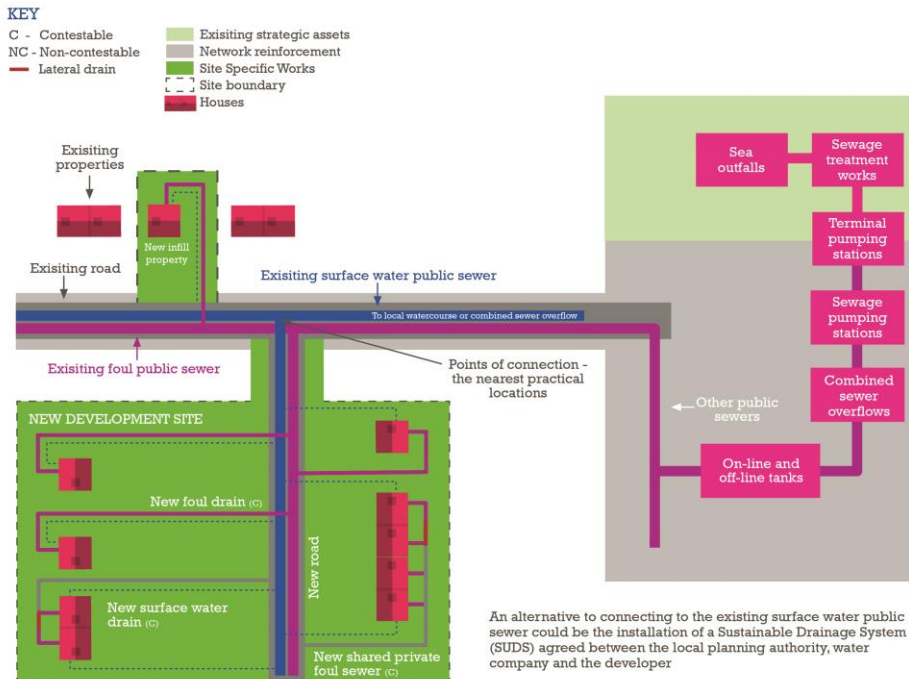 KEY
C - Contestable
NC - Non-contestable
Lateral drain
Exisiting strategic assets
Network reinforcement
Site Specific Works
Site boundary
Houses
Exisiting
properties
New infill
property
Exisiting road
Exisiting surface water public sewer
To local watercourse or combined sewer overflow
Exisiting foul public sewer
Points of connection -
the nearest practical
locations
Sea
outfalls
Sewage
treatment
works
Terminal
pumping
stations
Sewage
pumping
stations
Combined
sewer
overflows
Other public
sewers
On-line and
off-line tanks
NEW DEVELOPMENT SITE
New foul drain (C)
New road
New surface water
drain (C)
New shared private
foul sewer (C)
An alternative to connecting to the existing surface water public
sewer could be the installation of a Sustainable Drainage System
(SUDS) agreed between the local planning authority, water
company and the developer